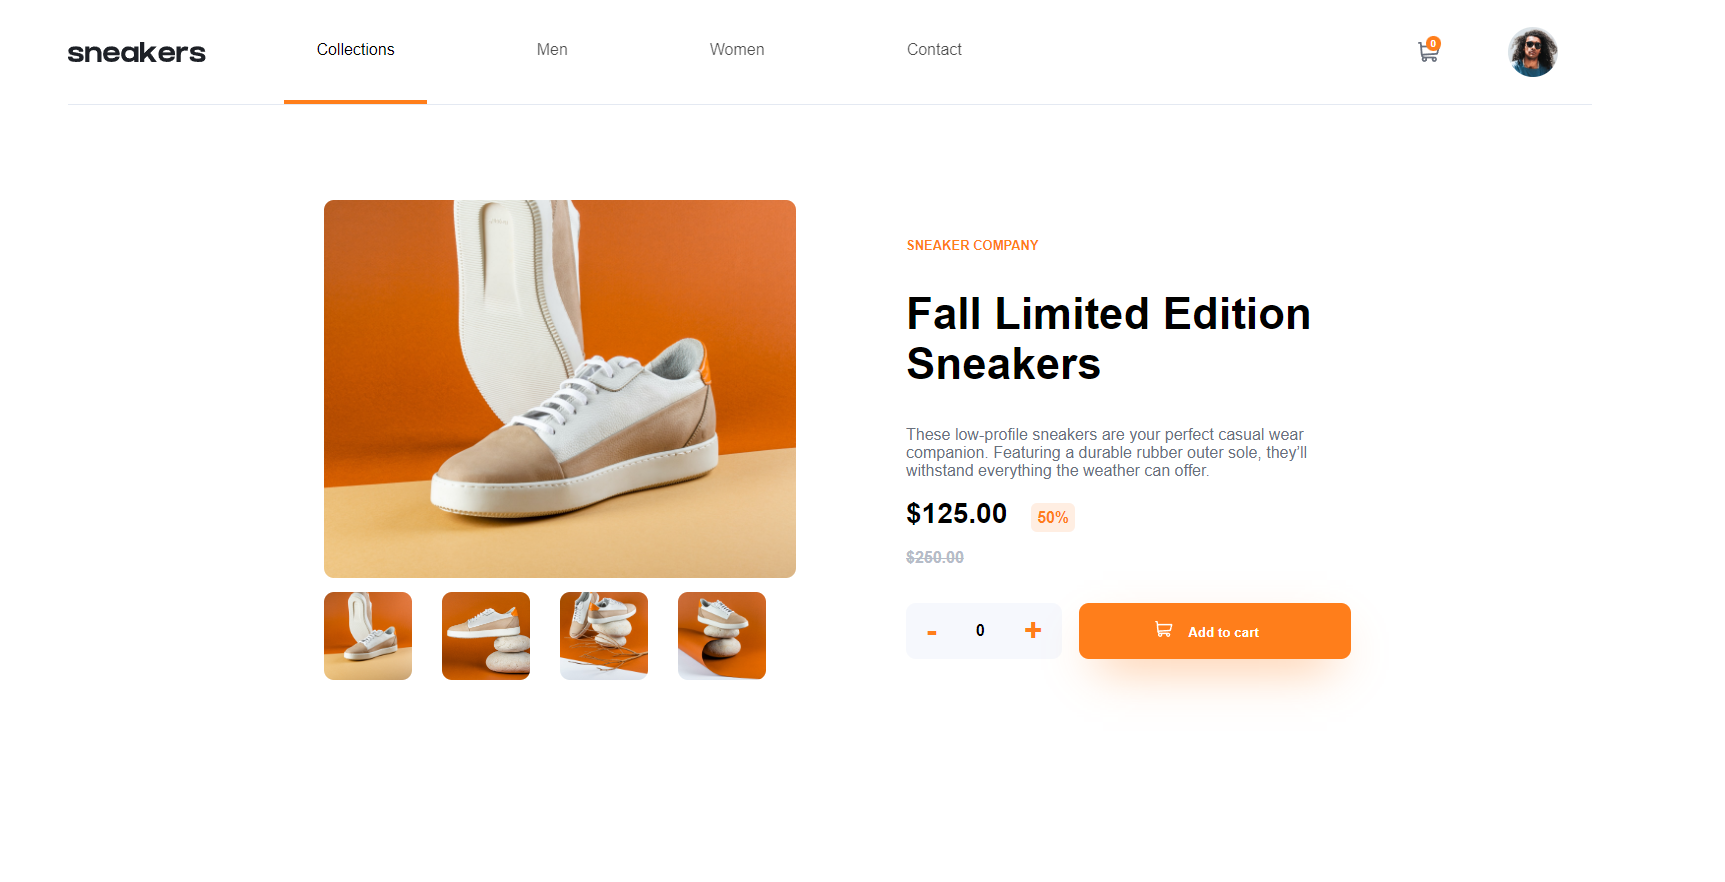 sneakers
Collections
Men
Women
Contact
0
SNEAKER COMPANY
Fall Limited Edition
Sneakers
These low-profile sneakers are your perfect casual wear
companion. Featuring a durable rubber outer sole, they’ll
withstand everything the weather can offer.
$125.00
50%
$250.00
- 0 +
Add to cart